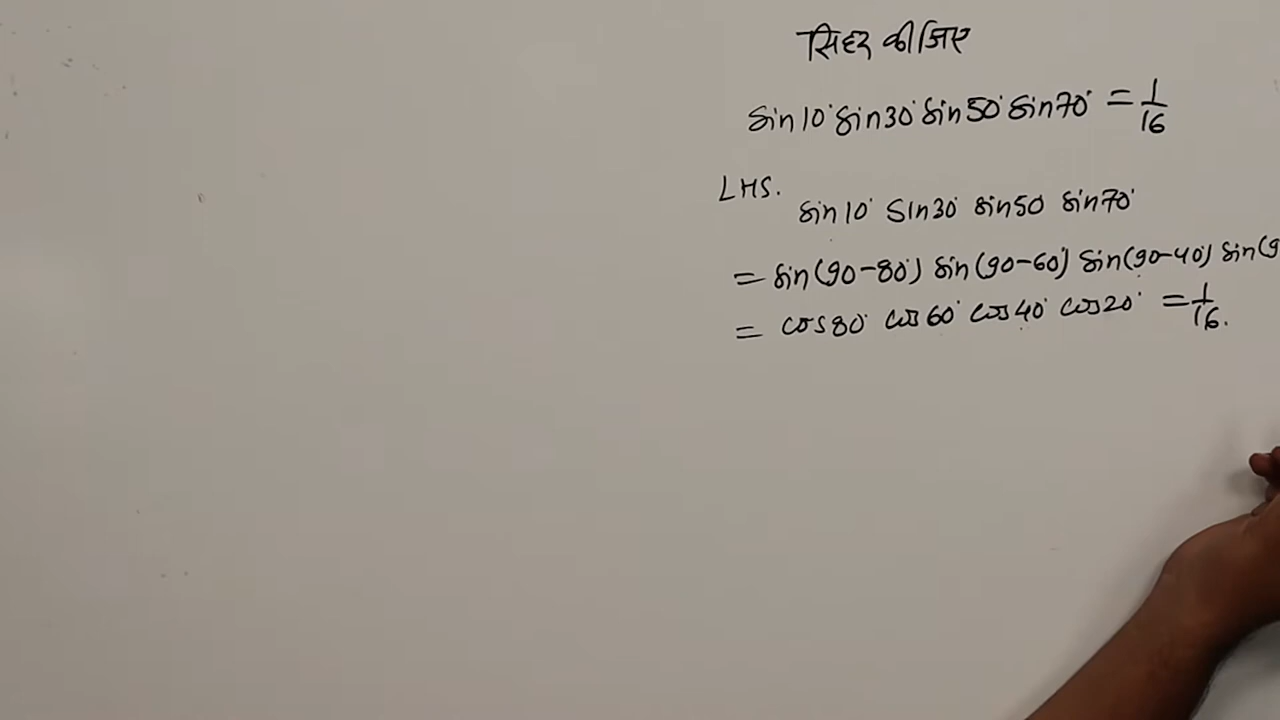 सिद्ध कीजिए
sin10° sin30° sin50° sin70° = 1/16
LHS.
sin10° sin30° sin50 sin70°
= sin(90-80°) sin(90-60°) sin(90-40°) sin(9
= cos80° cos60° cos40° cos20° = 1/16.